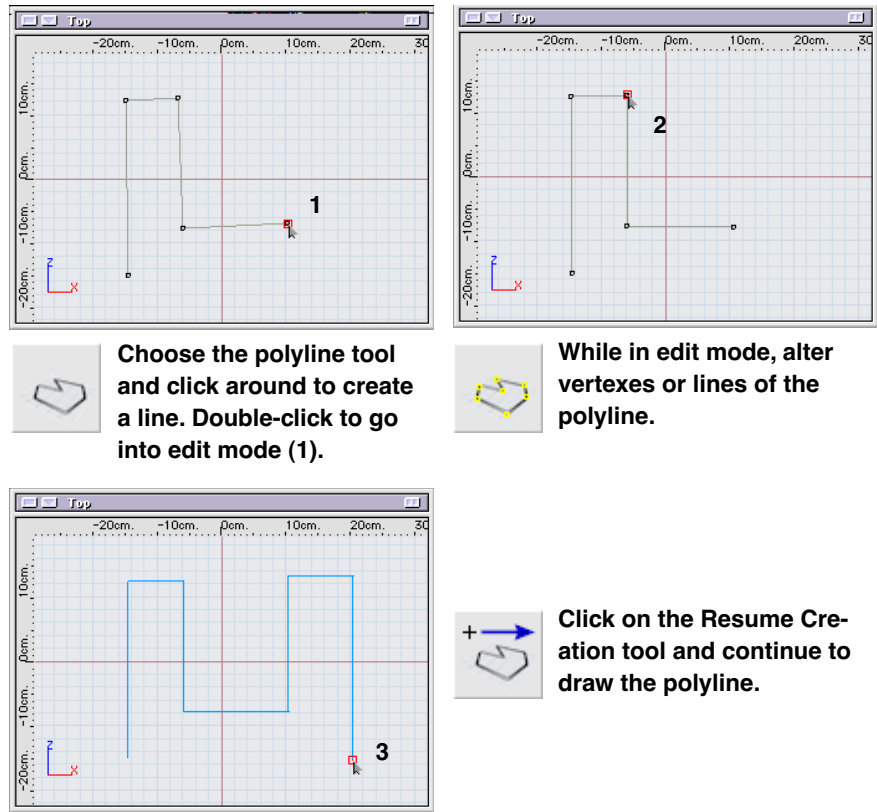 Top
-20cm. -10cm. 0cm. 10cm. 20cm. 30
10cm.
0cm.
-10cm.
-20cm.
1
Z
X
Top
-20cm. -10cm. 0cm. 10cm. 20cm. 30
10cm.
0cm.
-10cm.
-20cm.
2
Z
X
Choose the polyline tool
and click around to create
a line. Double-click to go
into edit mode (1).
While in edit mode, alter
vertexes or lines of the
polyline.
Top
-20cm. -10cm. 0cm. 10cm. 20cm. 30
10cm.
0cm.
-10cm.
-20cm.
3
Z
X
+
Click on the Resume Cre-
ation tool and continue to
draw the polyline.